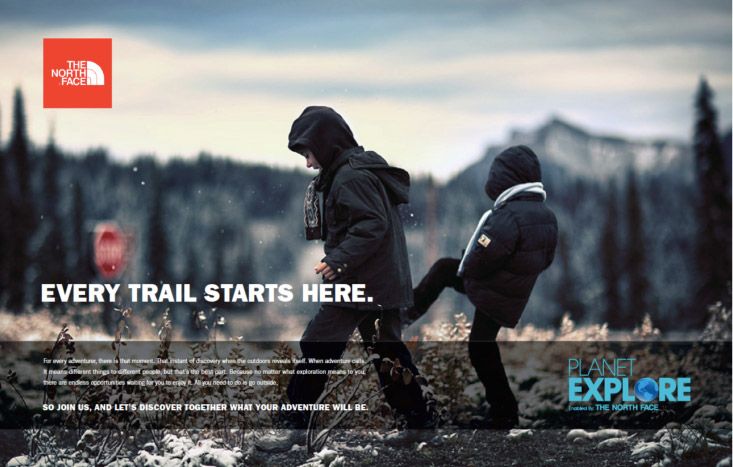 THE
NORTH
FACE
EVERY TRAIL STARTS HERE.
For every adventurer, there is that moment. That instant of discovery when the outdoors reveals itself. When adventure calls.
It means different things to different people, but that's the best part. Because no matter what exploration means to you,
there are endless opportunities waiting for you to enjoy it. All you need to do is go outside.
SO JOIN US, AND LET'S DISCOVER TOGETHER WHAT YOUR ADVENTURE WILL BE.
PLANET
EXPLORE
Enabled by THE NORTH FACE